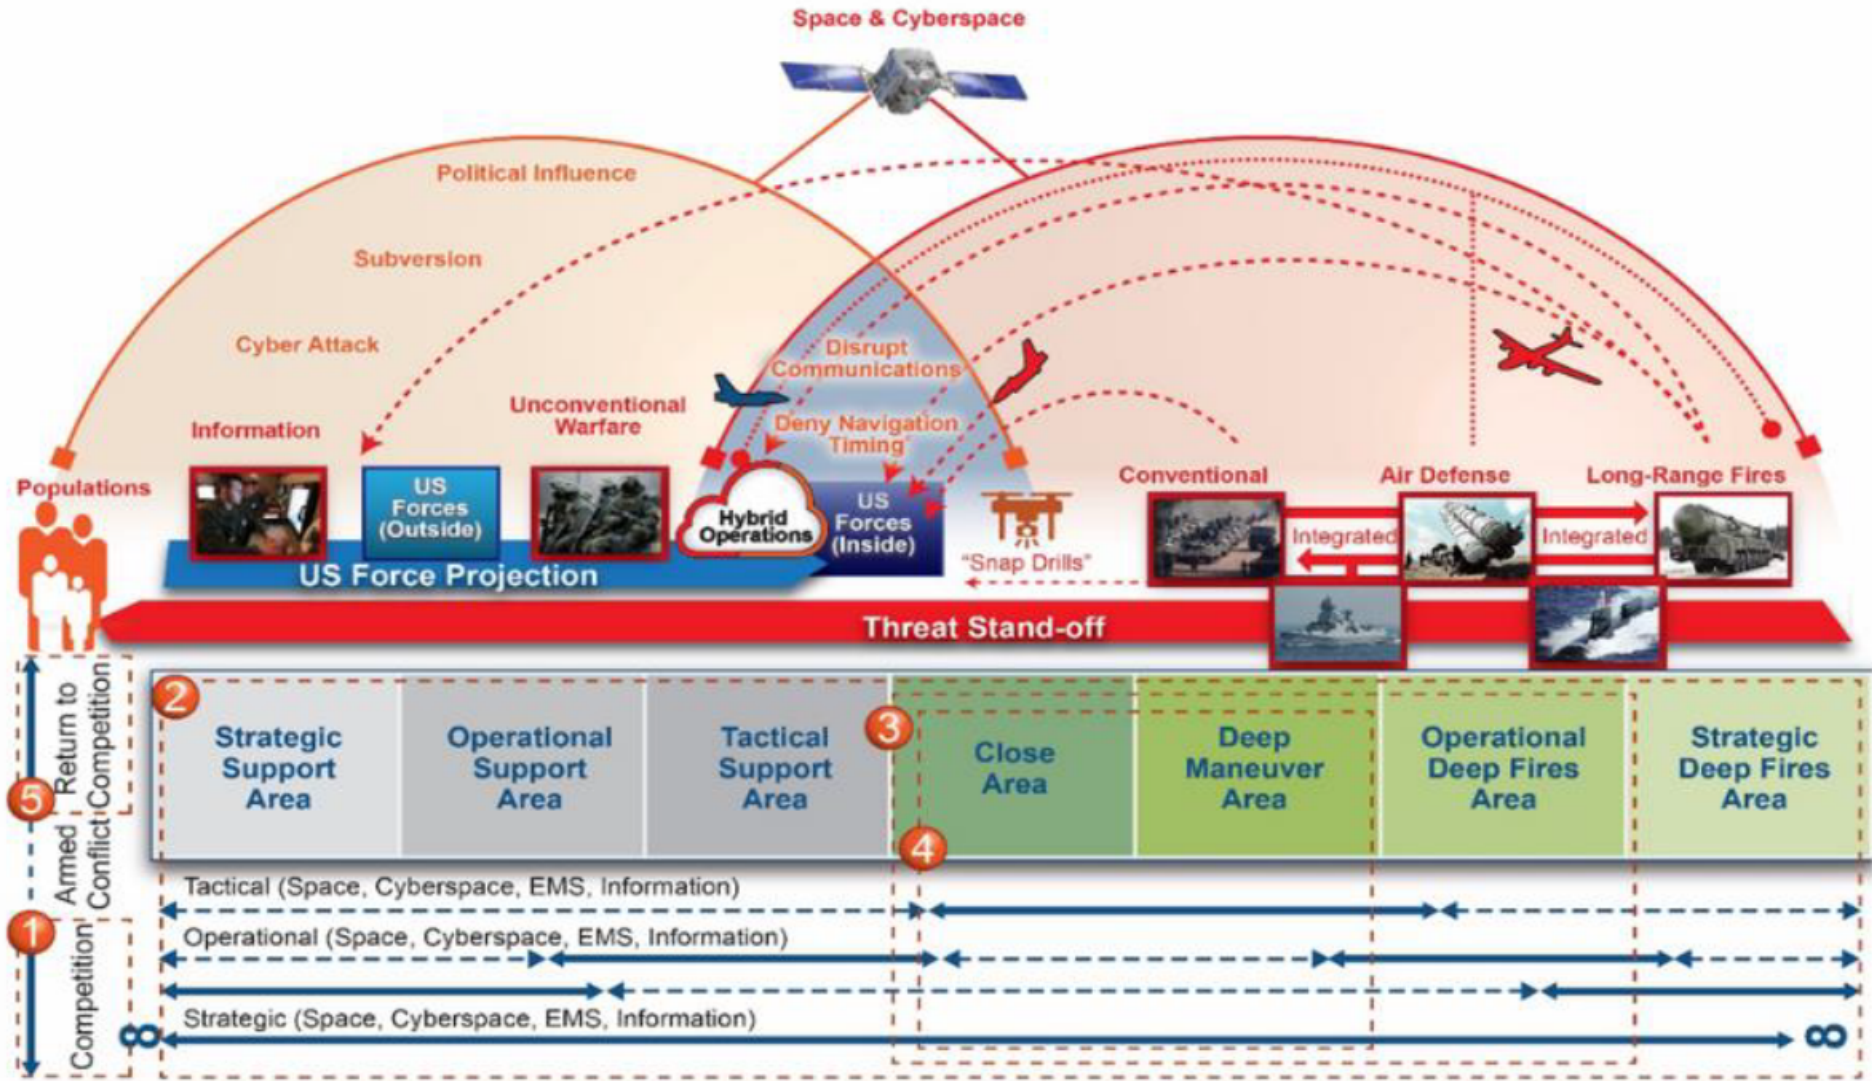 Space & Cyberspace
Political Influence
Subversion
Cyber Attack
Disrupt
Communications
Deny Navigation
Timing
Information
Unconventional
Warfare
Populations
US
Forces
(Outside)
Hybrid
Operations
US
Forces
(Inside)
Conventional
Air Defense
Long-Range Fires
Integrated
Integrated
"Snap Drills"
US Force Projection
Threat Stand-off
2
3
4
5
1
Return to
Competition
Armed
Conflict
Competition
Strategic
Support
Area
Operational
Support
Area
Tactical
Support
Area
Close
Area
Deep
Maneuver
Area
Operational
Deep Fires
Area
Strategic
Deep Fires
Area
Tactical (Space, Cyberspace, EMS, Information)
Operational (Space, Cyberspace, EMS, Information)
Strategic (Space, Cyberspace, EMS, Information)
∞
∞